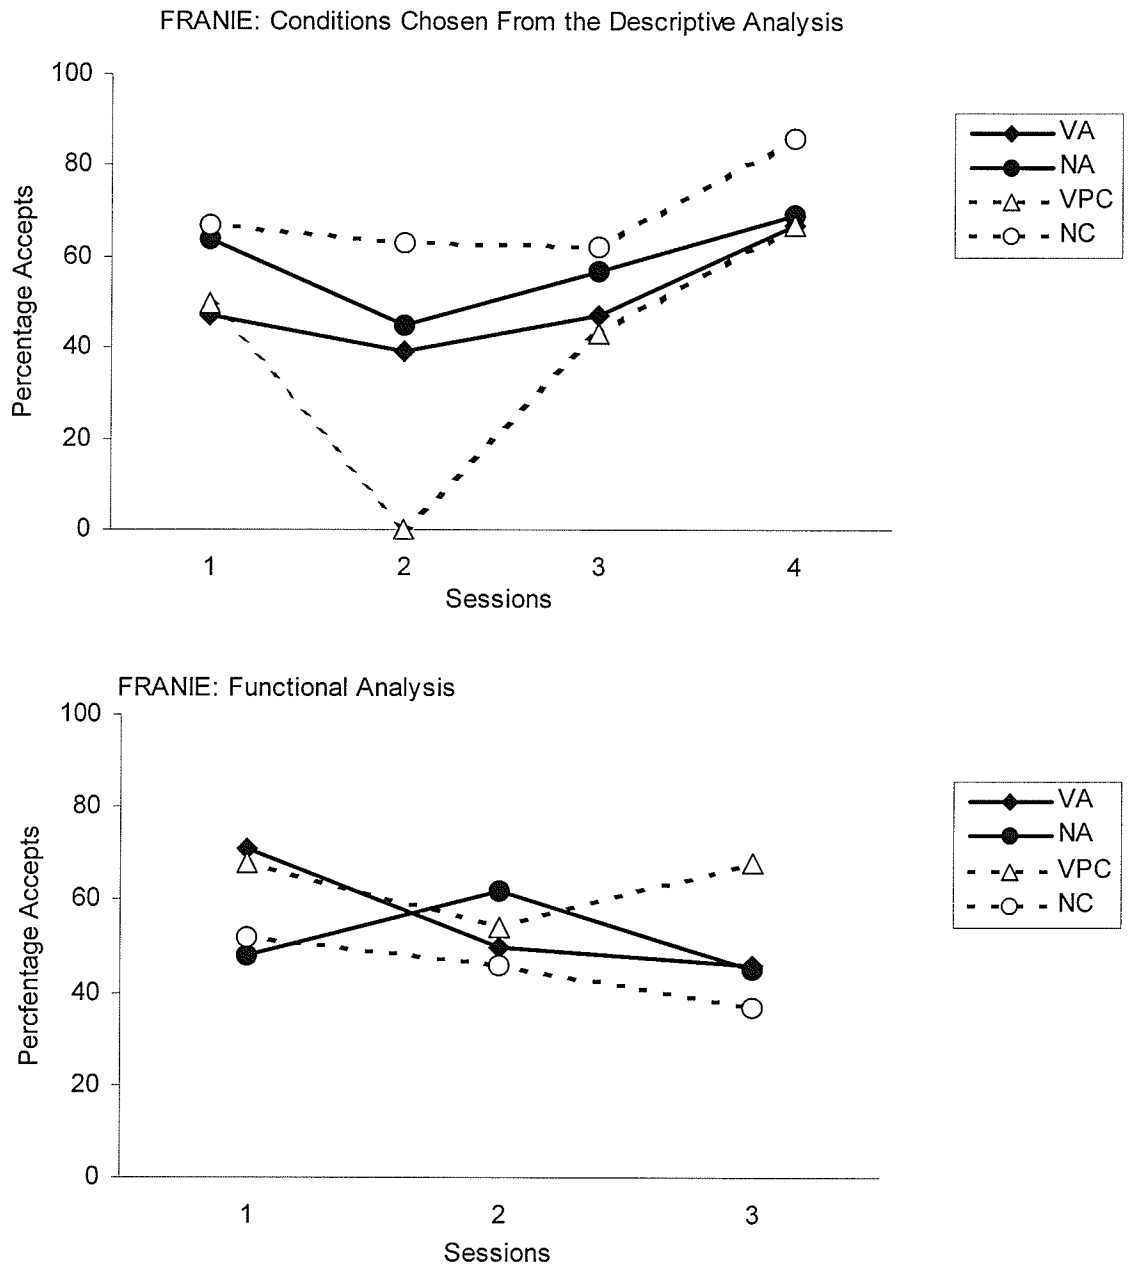 FRANIE: Conditions Chosen From the Descriptive Analysis
100
80
60
40
20
0
Percentage Accepts
1 2 3 4
Sessions
VA
NA
VPC
NC
FRANIE: Functional Analysis
100
80
60
40
20
0
Percfentage Accepts
1 2 3
Sessions
VA
NA
VPC
NC